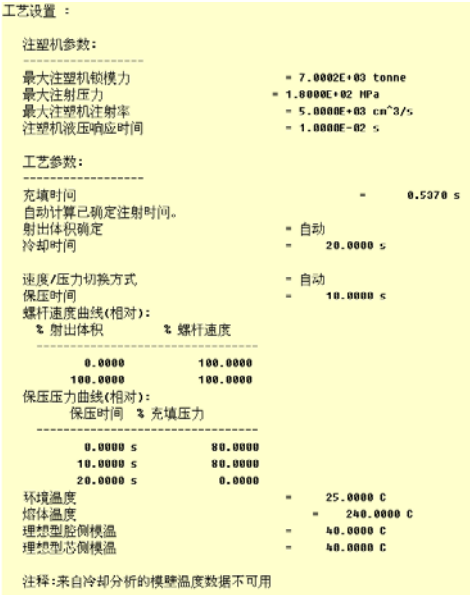 工艺设置 :
注塑机参数:
------------------
最大注塑机锁模力 = 7.0002E+03 tonne
最大注射压力 = 1.8000E+02 MPa
最大注塑机注射率 = 5.0000E+03 cm^3/s
注塑机液压响应时间 = 1.0000E-02 s
工艺参数:
------------------
充填时间 = 0.5370 s
自动计算已确定注射时间。
射出体积确定 = 自动
冷却时间 = 20.0000 s
速度/压力切换方式 = 自动
保压时间 = 10.0000 s
螺杆速度曲线(相对):
% 射出体积 % 螺杆速度
---------------------------------
0.0000 100.0000
100.0000 100.0000
保压压力曲线(相对):
保压时间 % 充填压力
---------------------------------
0.0000 s 80.0000
10.0000 s 80.0000
20.0000 s 0.0000
环境温度 = 25.0000 C
熔体温度 = 240.0000 C
理想型腔侧模温 = 40.0000 C
理想型芯侧模温 = 40.0000 C
注释:来自冷却分析的模壁温度数据不可用